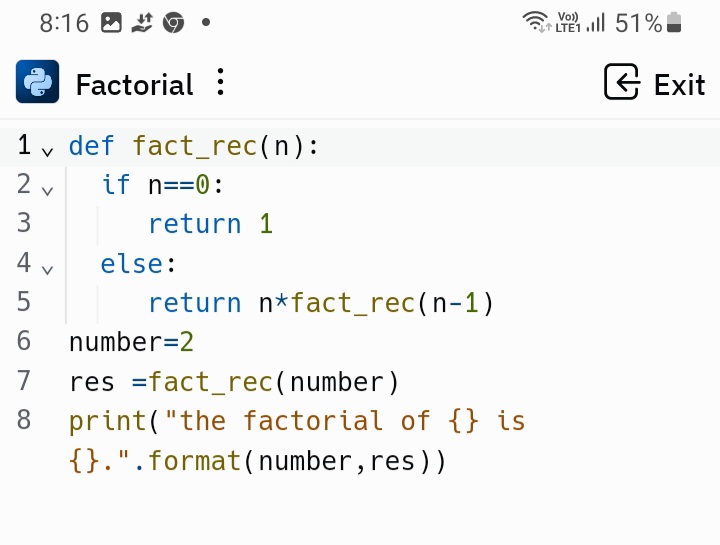 8:16 Vo)) LTE1 51%
Factorial Exit
1 def fact_rec(n):
2 if n==0:
3 return 1
4 else:
5 return n*fact_rec(n-1)
6 number=2
7 res =fact_rec(number)
8 print("the factorial of {} is
{}.".format(number,res))